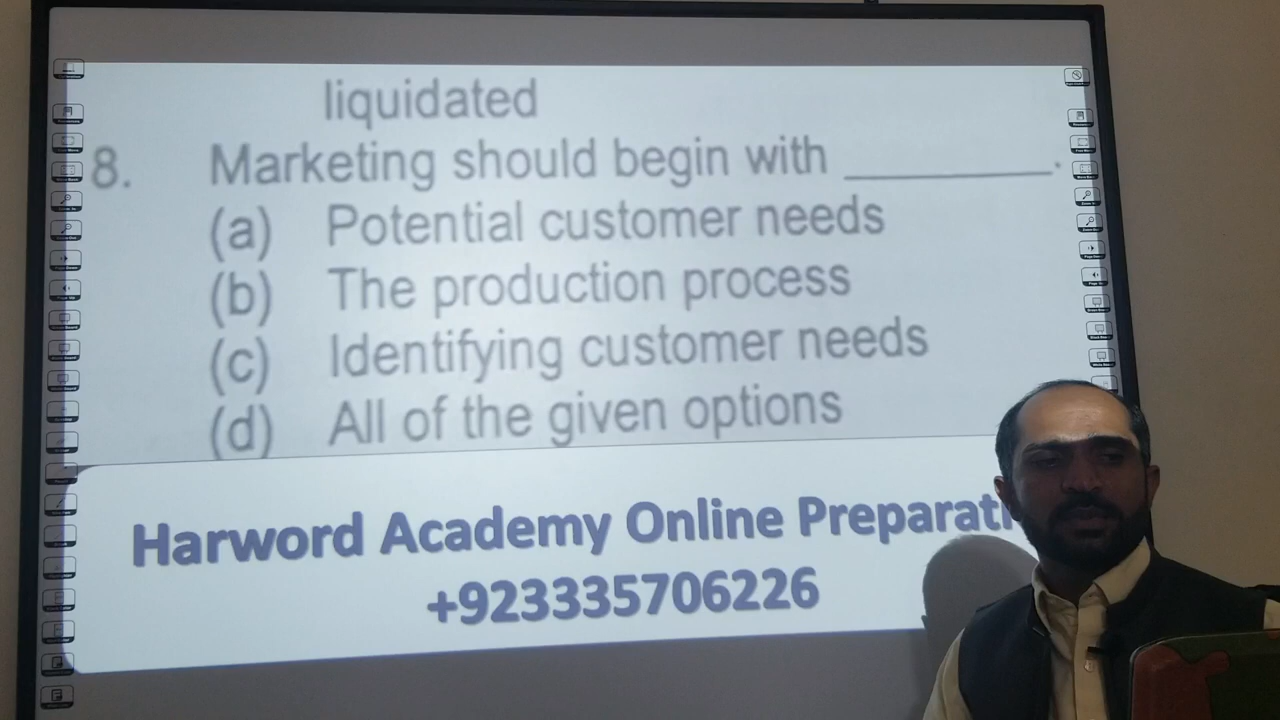 liquidated
8. Marketing should begin with ________.
(a) Potential customer needs
(b) The production process
(c) Identifying customer needs
(d) All of the given options
Harword Academy Online Preparati
+923335706226